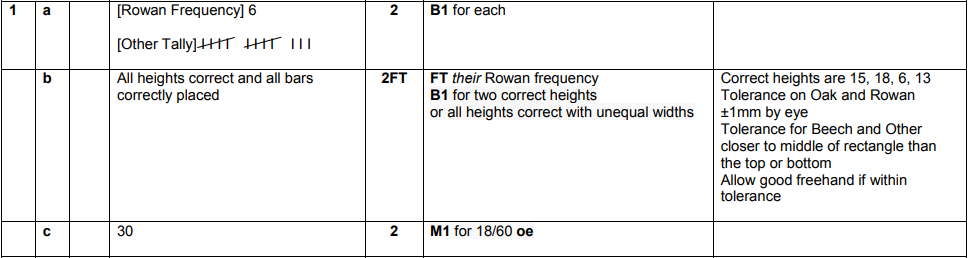 1 a [Rowan Frequency] 6 2 B1 for each
[Other Tally] 𝍸 𝍸 III
b All heights correct and all bars 2FT FT their Rowan frequency Correct heights are 15, 18, 6, 13
correctly placed B1 for two correct heights Tolerance on Oak and Rowan
or all heights correct with unequal widths ±1mm by eye
Tolerance for Beech and Other
closer to middle of rectangle than
the top or bottom
Allow good freehand if within
tolerance
c 30 2 M1 for 18/60 oe